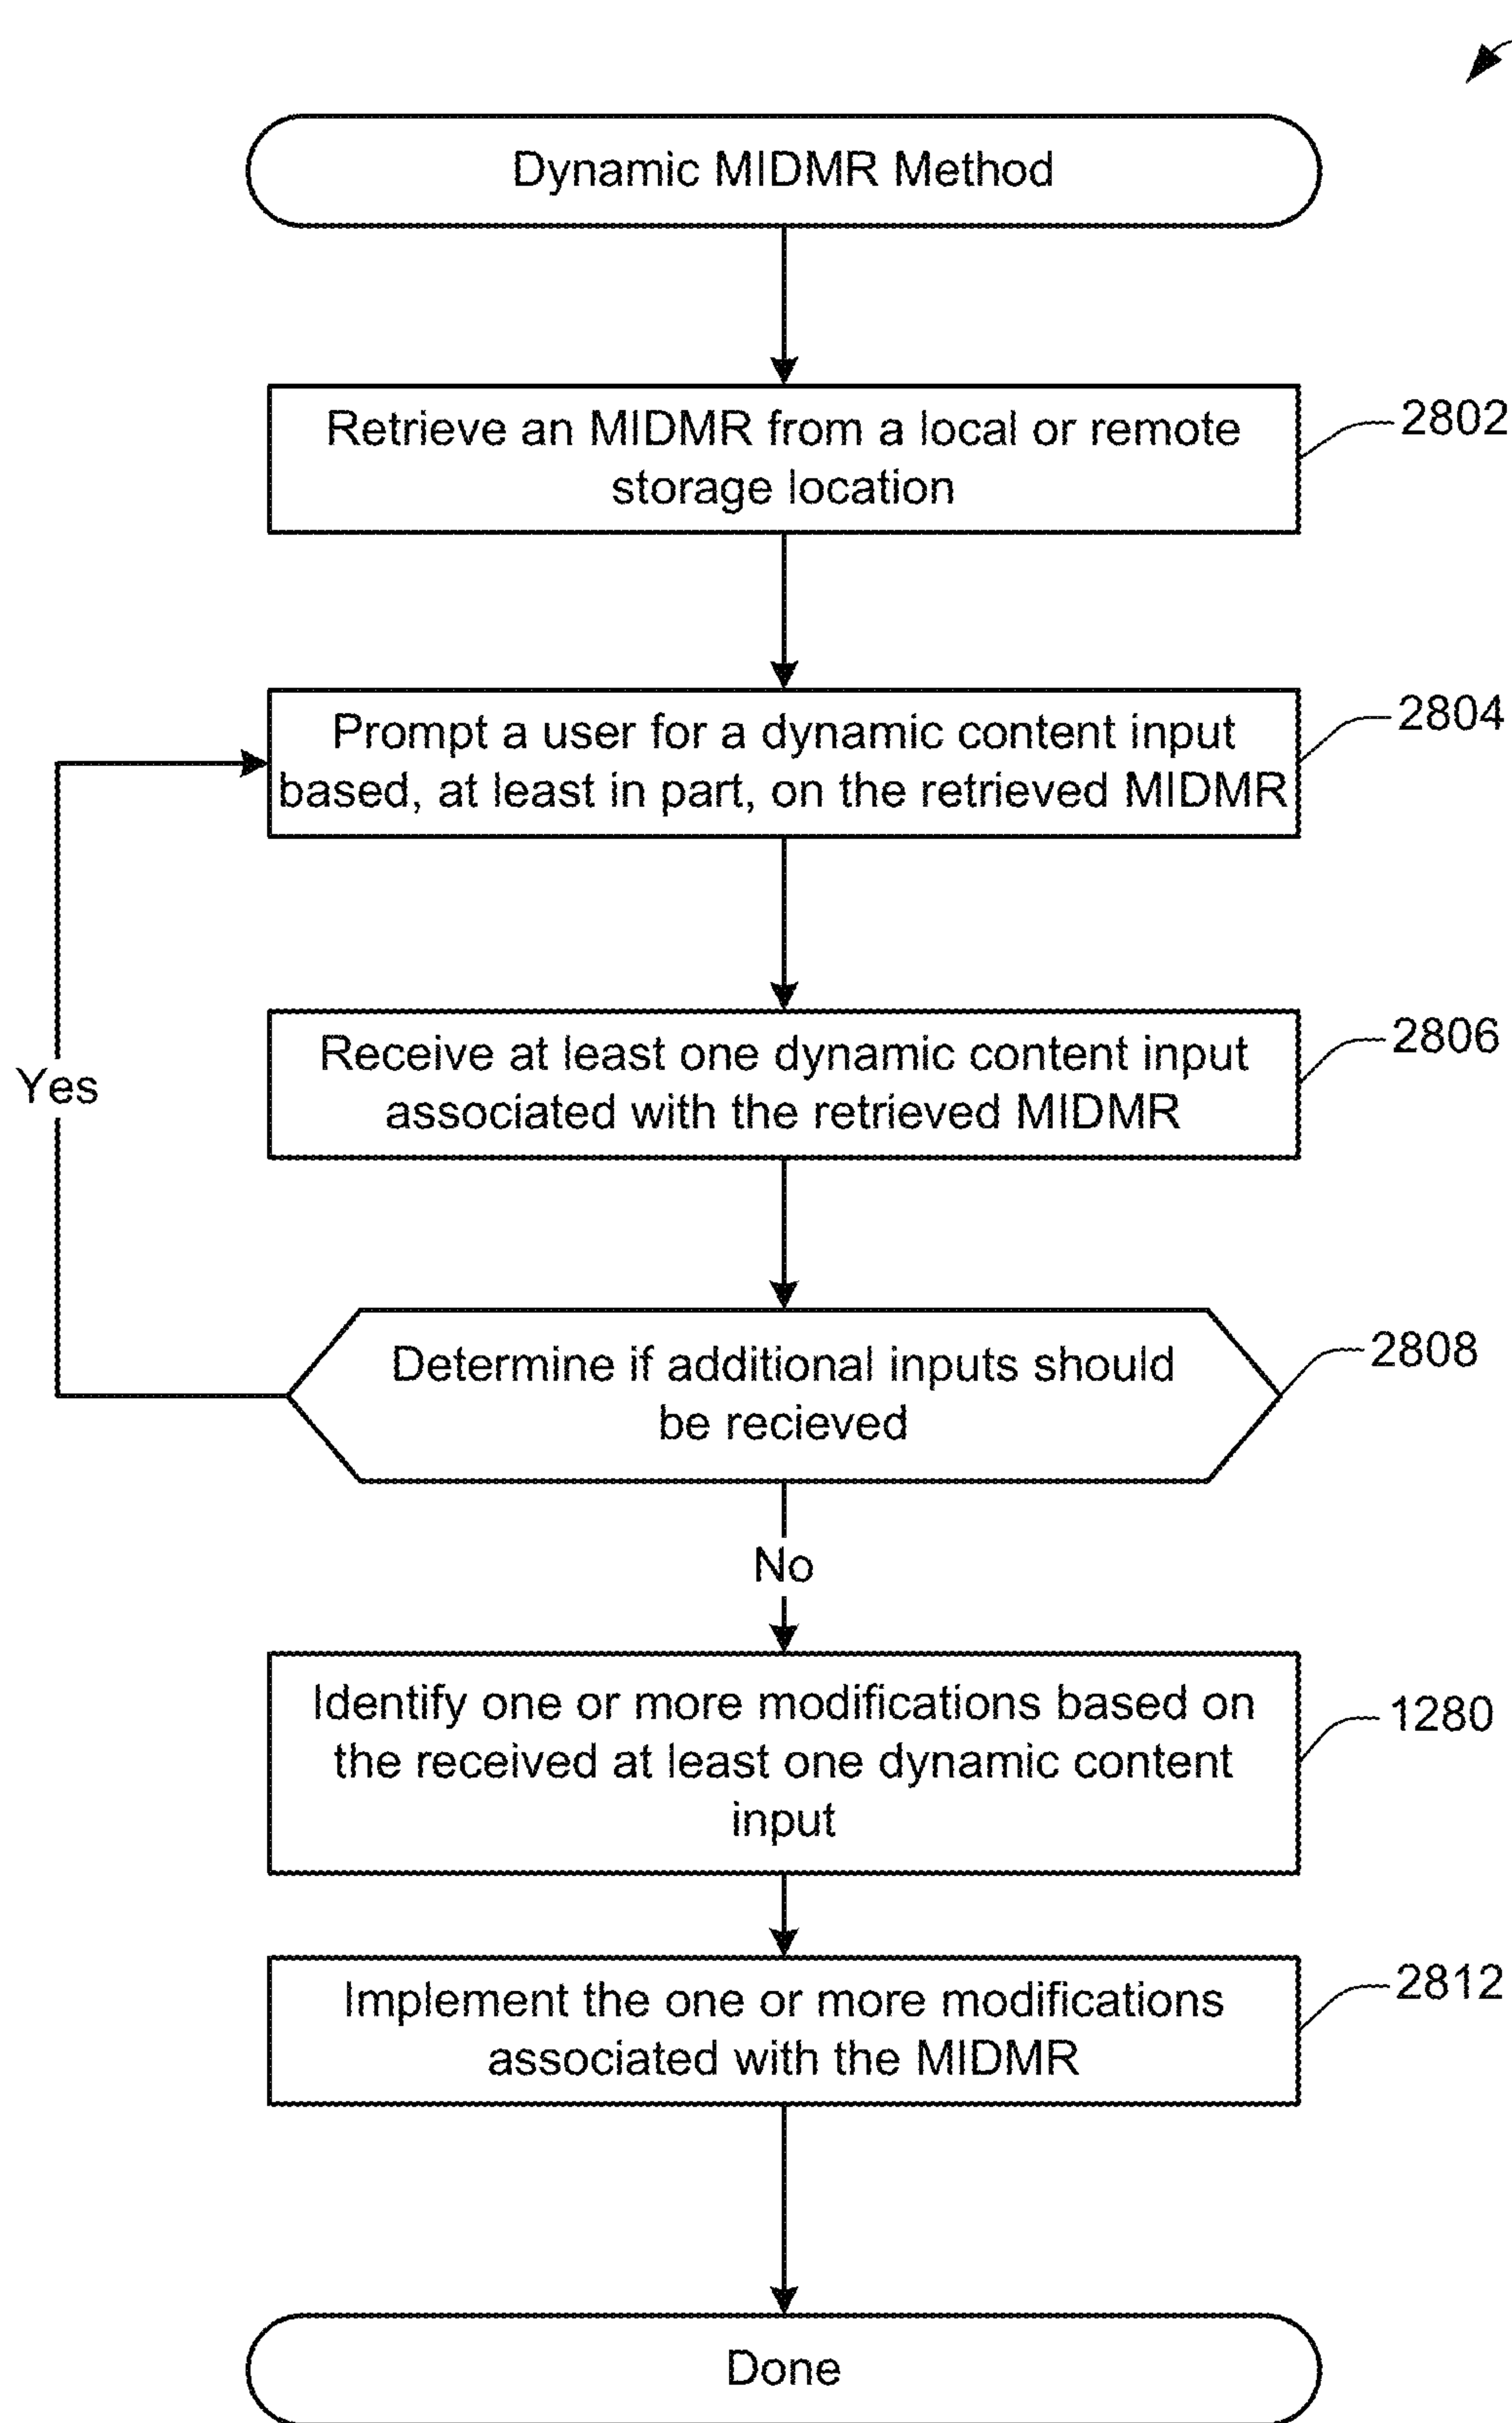 Dynamic MIDMR Method
Retrieve an MIDMR from a local or remote
storage location
2802
Prompt a user for a dynamic content input
based, at least in part, on the retrieved MIDMR
2804
Receive at least one dynamic content input
associated with the retrieved MIDMR
2806
Yes
Determine if additional inputs should
be recieved
2808
No
Identify one or more modifications based on
the received at least one dynamic content
input
1280
Implement the one or more modifications
associated with the MIDMR
2812
Done